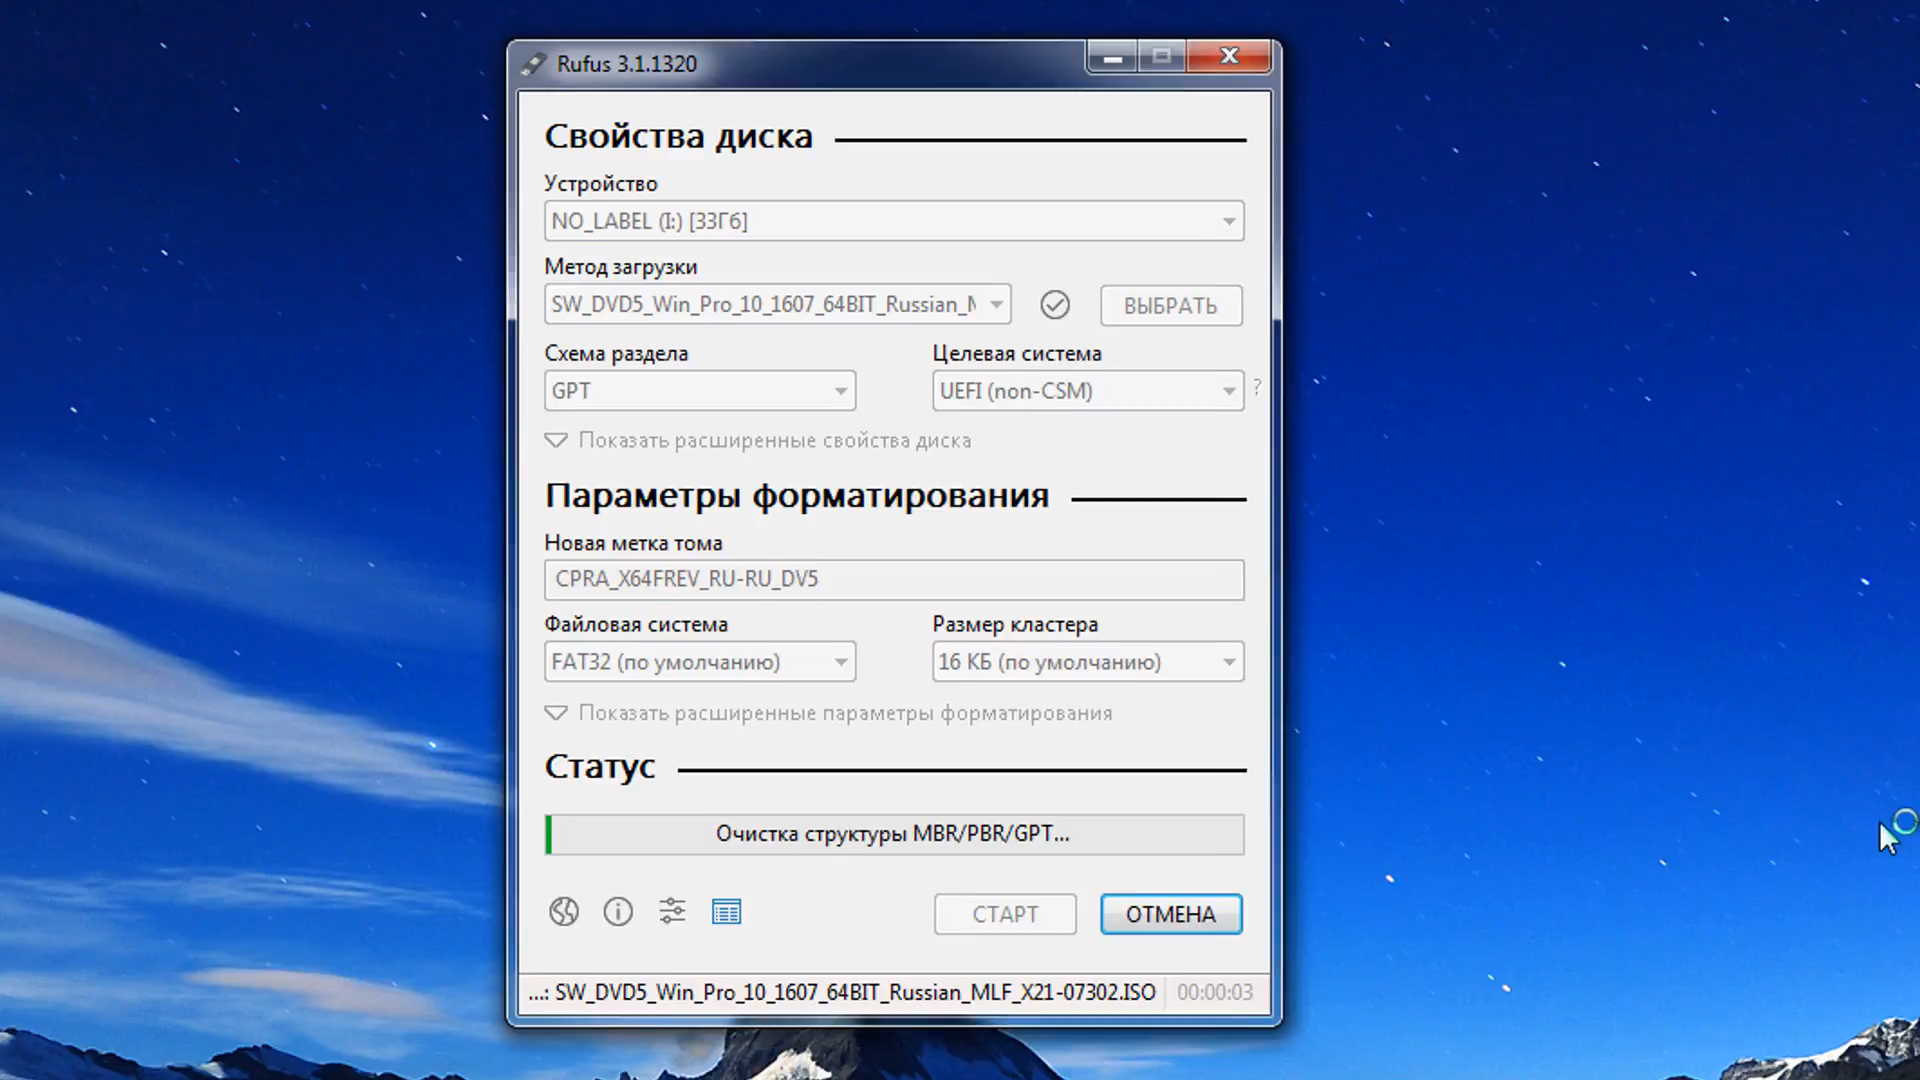 Rufus 3.1.1320
Свойства диска
Устройство
NO_LABEL (I:) [33Гб]
Метод загрузки
SW_DVD5_Win_Pro_10_1607_64BIT_Russian_M
ВЫБРАТЬ
Схема раздела
Целевая система
GPT
UEFI (non-CSM)
?
Показать расширенные свойства диска
Параметры форматирования
Новая метка тома
CPRA_X64FREV_RU-RU_DV5
Файловая система
Размер кластера
FAT32 (по умолчанию)
16 КБ (по умолчанию)
Показать расширенные параметры форматирования
Статус
Очистка структуры MBR/PBR/GPT...
СТАРТ
ОТМЕНА
...: SW_DVD5_Win_Pro_10_1607_64BIT_Russian_MLF_X21-07302.ISO
00:00:03